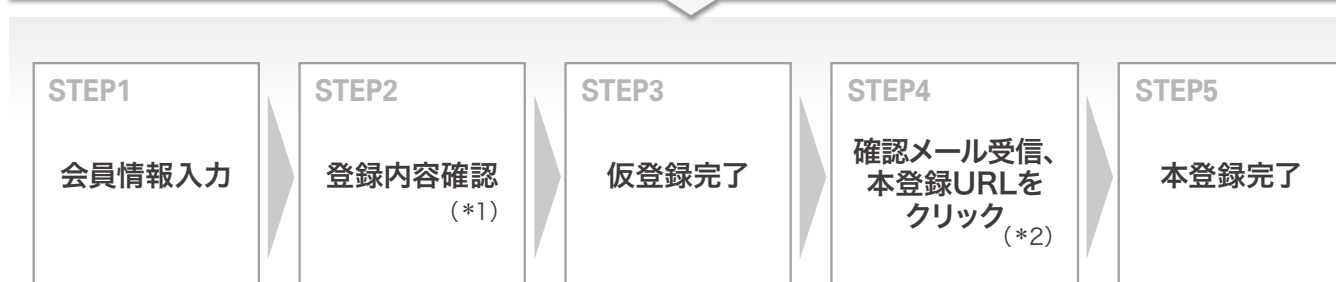 STEP1
会員情報入力
STEP2
登録内容確認
(*1)
STEP3
仮登録完了
STEP4
確認メール受信、
本登録URLを
クリック
(*2)
STEP5
本登録完了